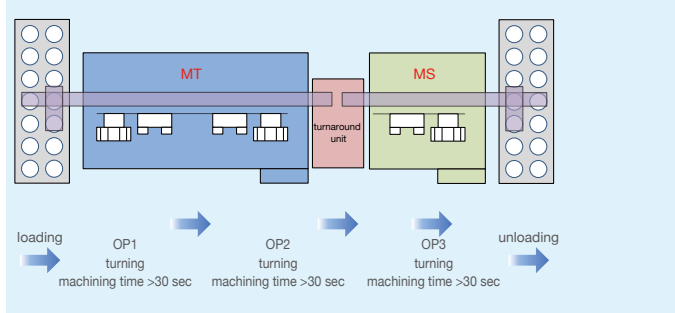 MT
MS
turnaround
unit
loading
OP1
turning
machining time >30 sec
OP2
turning
machining time >30 sec
OP3
turning
machining time >30 sec
unloading